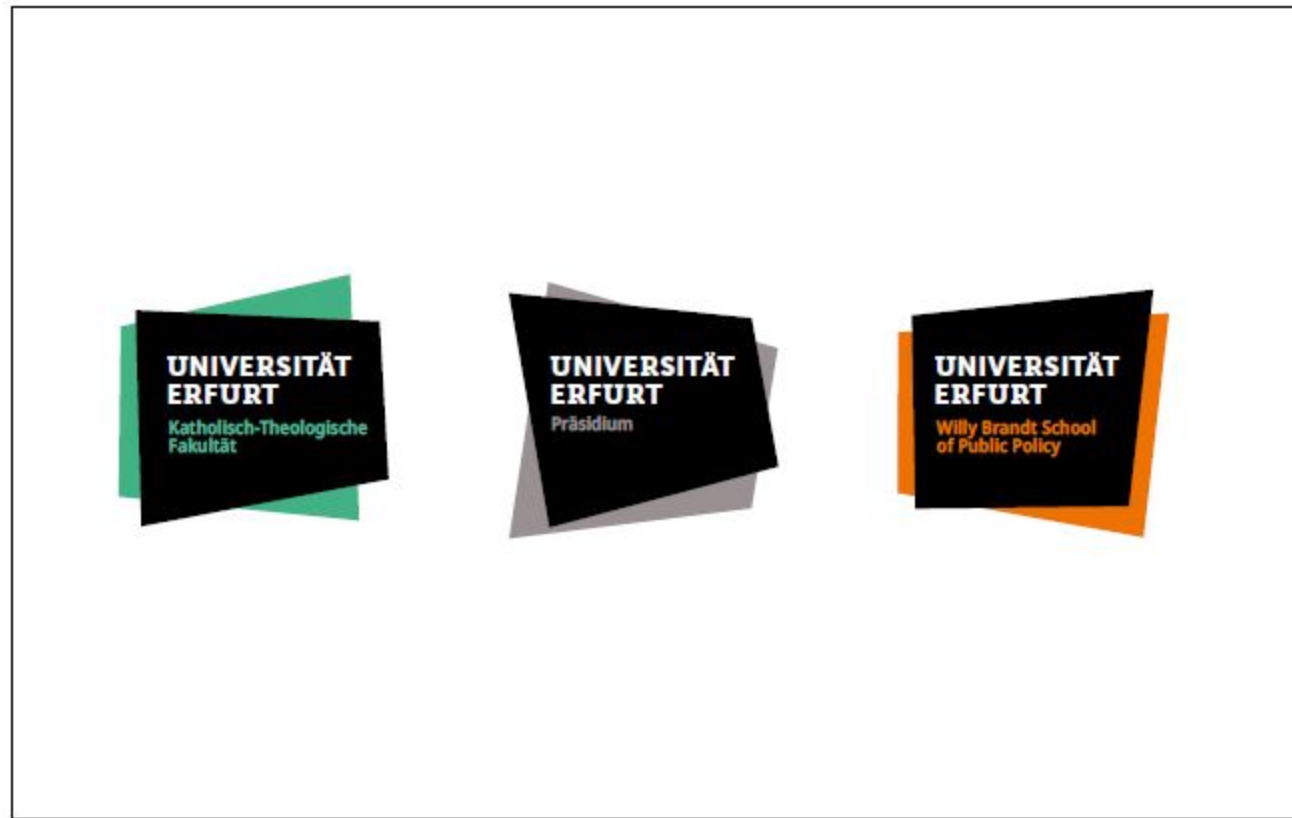 UNIVERSITÄT
ERFURT
Katholisch-Theologische
Fakultät
UNIVERSITÄT
ERFURT
Präsidium
UNIVERSITÄT
ERFURT
Willy Brandt School
of Public Policy